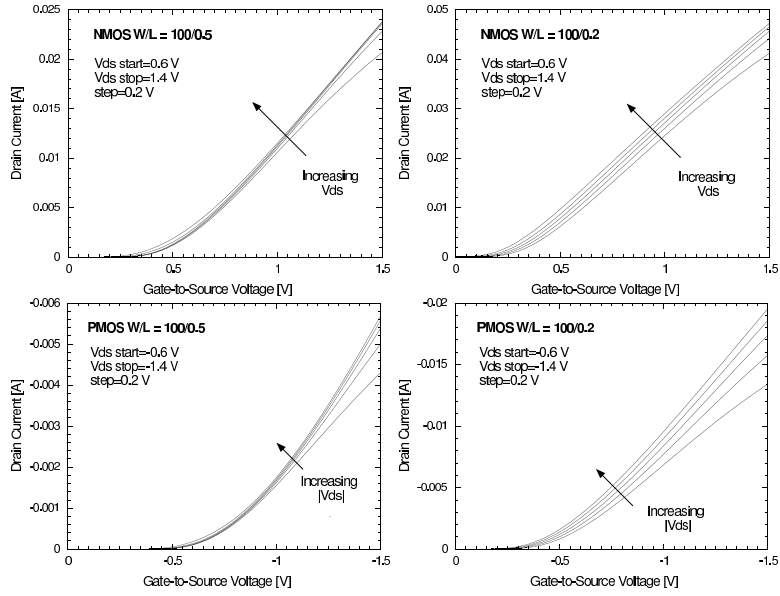 0.025
0.02
0.015
0.01
0.005
0
Drain Current [A]
NMOS W/L = 100/0.5
Vds start=0.6 V
Vds stop=1.4 V
step=0.2 V
Increasing
Vds
0
0.5
1
1.5
Gate-to-Source Voltage [V]
0.05
0.04
0.03
0.02
0.01
0
Drain Current [A]
NMOS W/L = 100/0.2
Vds start=0.6 V
Vds stop=1.4 V
step=0.2 V
Increasing
Vds
0
0.5
1
1.5
Gate-to-Source Voltage [V]
-0.006
-0.005
-0.004
-0.003
-0.002
-0.001
0
Drain Current [A]
PMOS W/L = 100/0.5
Vds start=-0.6 V
Vds stop=-1.4 V
step=0.2 V
Increasing
|Vds|
0
-0.5
-1
-1.5
Gate-to-Source Voltage [V]
-0.02
-0.015
-0.01
-0.005
0
Drain Current [A]
PMOS W/L = 100/0.2
Vds start=-0.6 V
Vds stop=-1.4 V
step=0.2 V
Increasing
|Vds|
0
-0.5
-1
-1.5
Gate-to-Source Voltage [V]